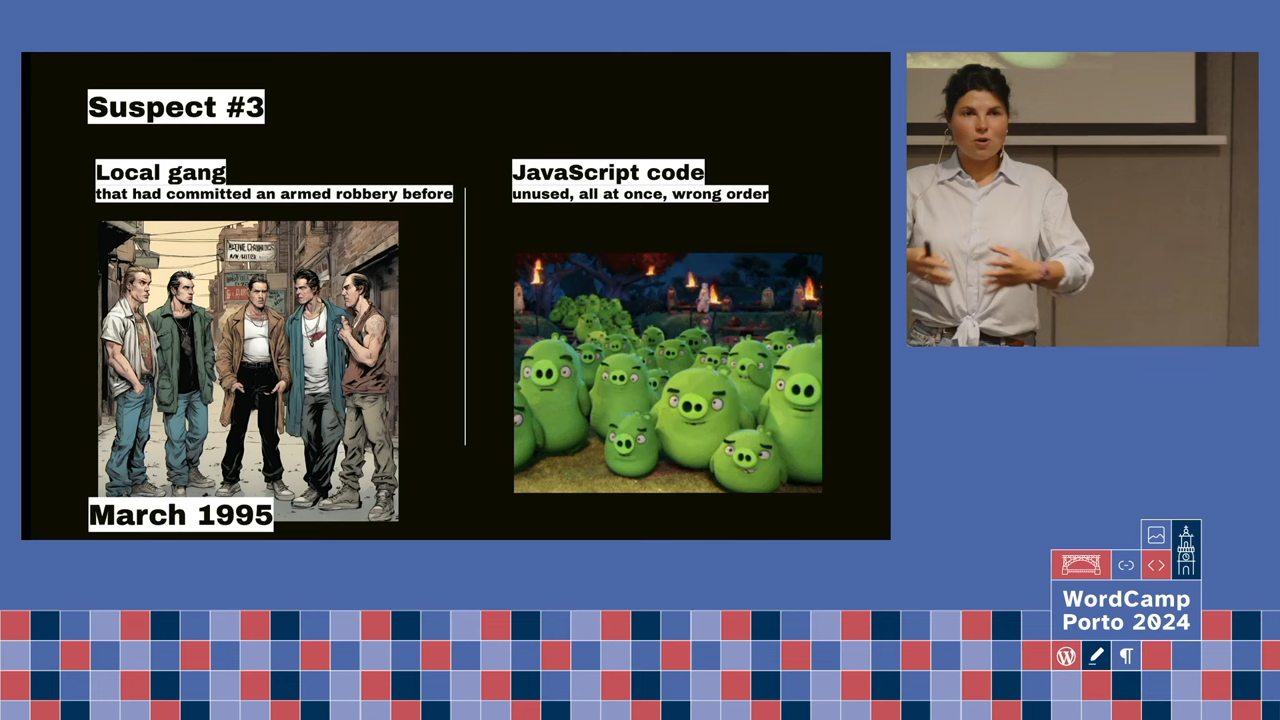 Suspect #3
Local gang
that had committed an armed robbery before
JavaScript code
unused, all at once, wrong order
March 1995
WordCamp
Porto 2024